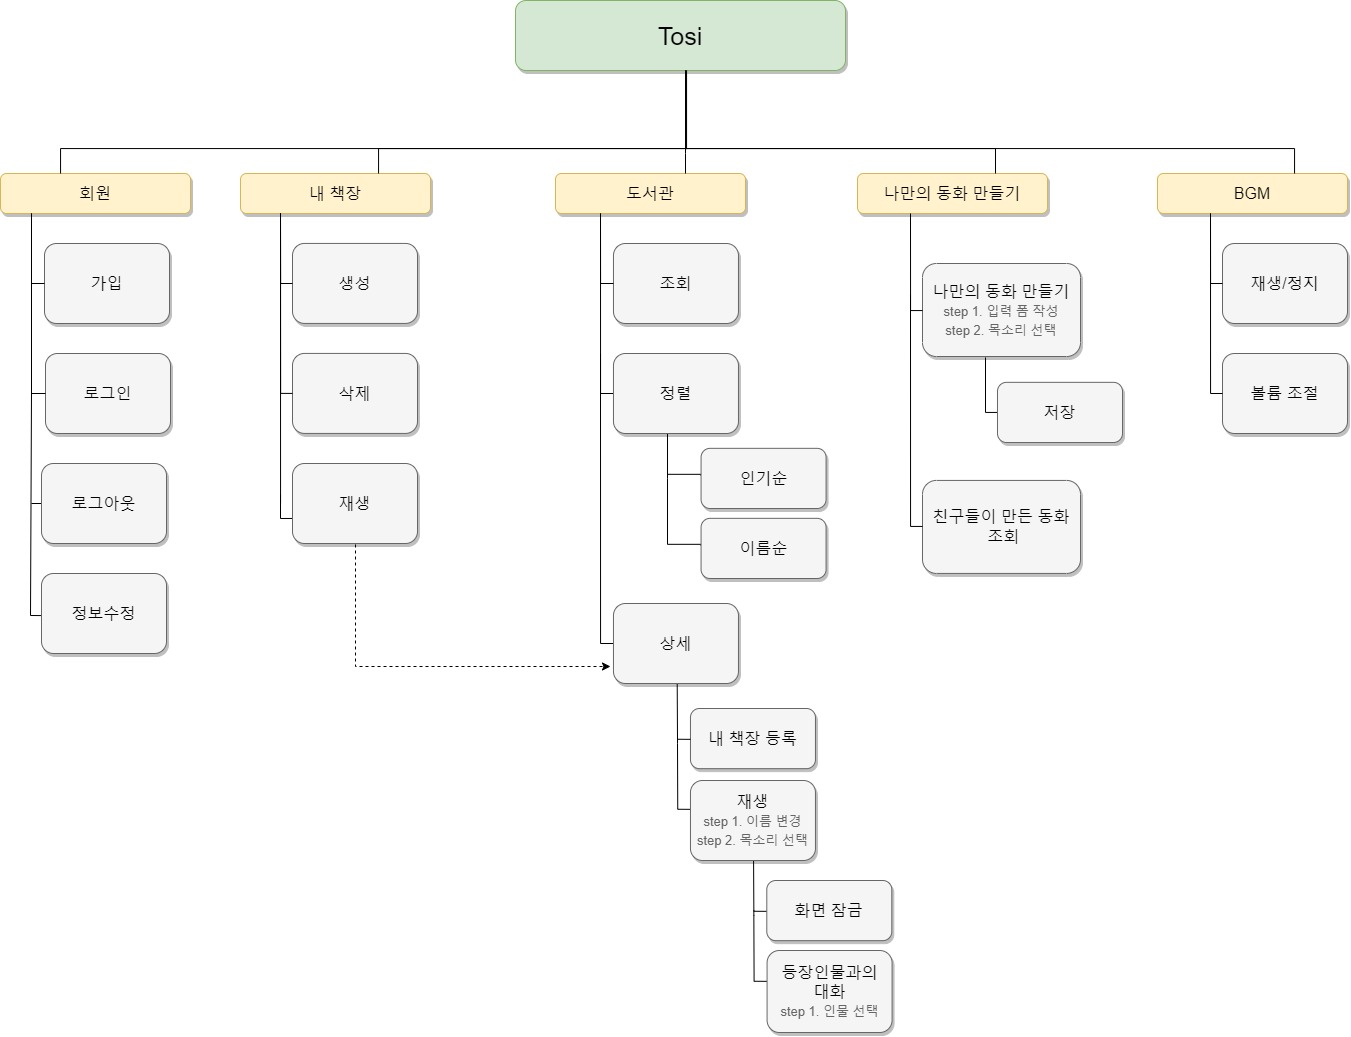 Tosi
회원
내 책장
도서관
나만의 동화 만들기
BGM
가입
로그인
로그아웃
정보수정
생성
삭제
재생
조회
정렬
인기순
이름순
상세
내 책장 등록
재생
step 1. 이름 변경
step 2. 목소리 선택
화면 잠금
등장인물과의
대화
step 1. 인물 선택
나만의 동화 만들기
step 1. 입력 폼 작성
step 2. 목소리 선택
저장
친구들이 만든 동화
조회
재생/정지
볼륨 조절